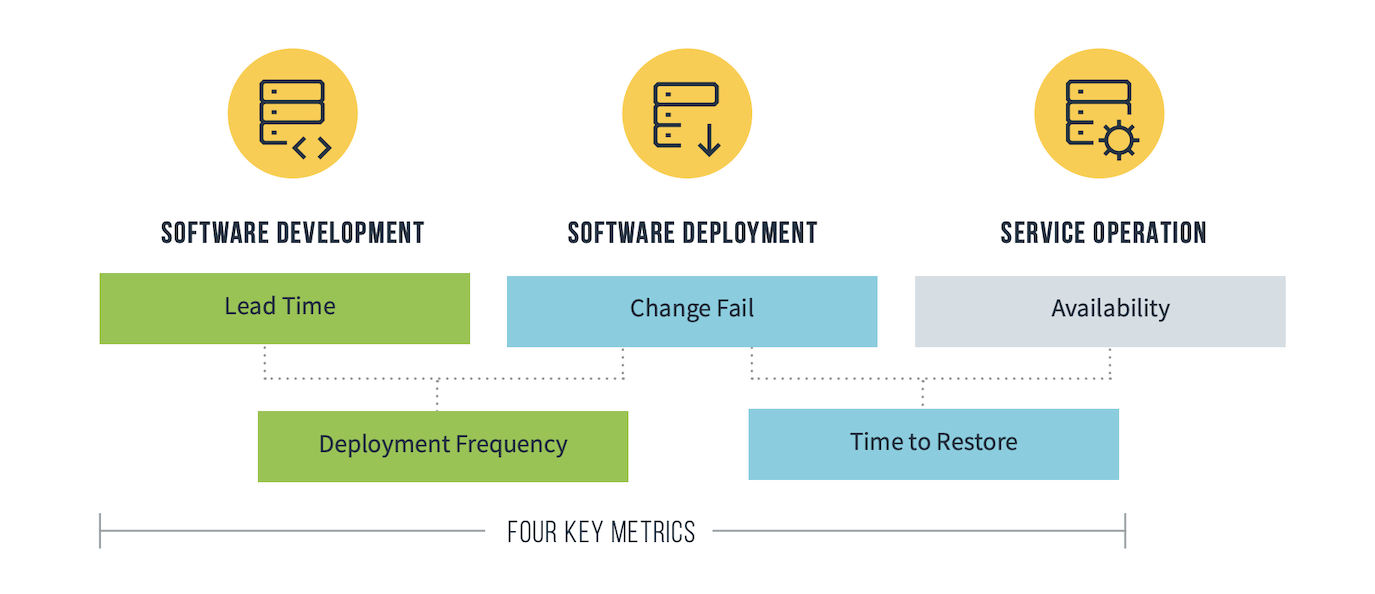 SOFTWARE DEVELOPMENT
SOFTWARE DEPLOYMENT
SERVICE OPERATION
Lead Time
Change Fail
Availability
Deployment Frequency
Time to Restore
FOUR KEY METRICS